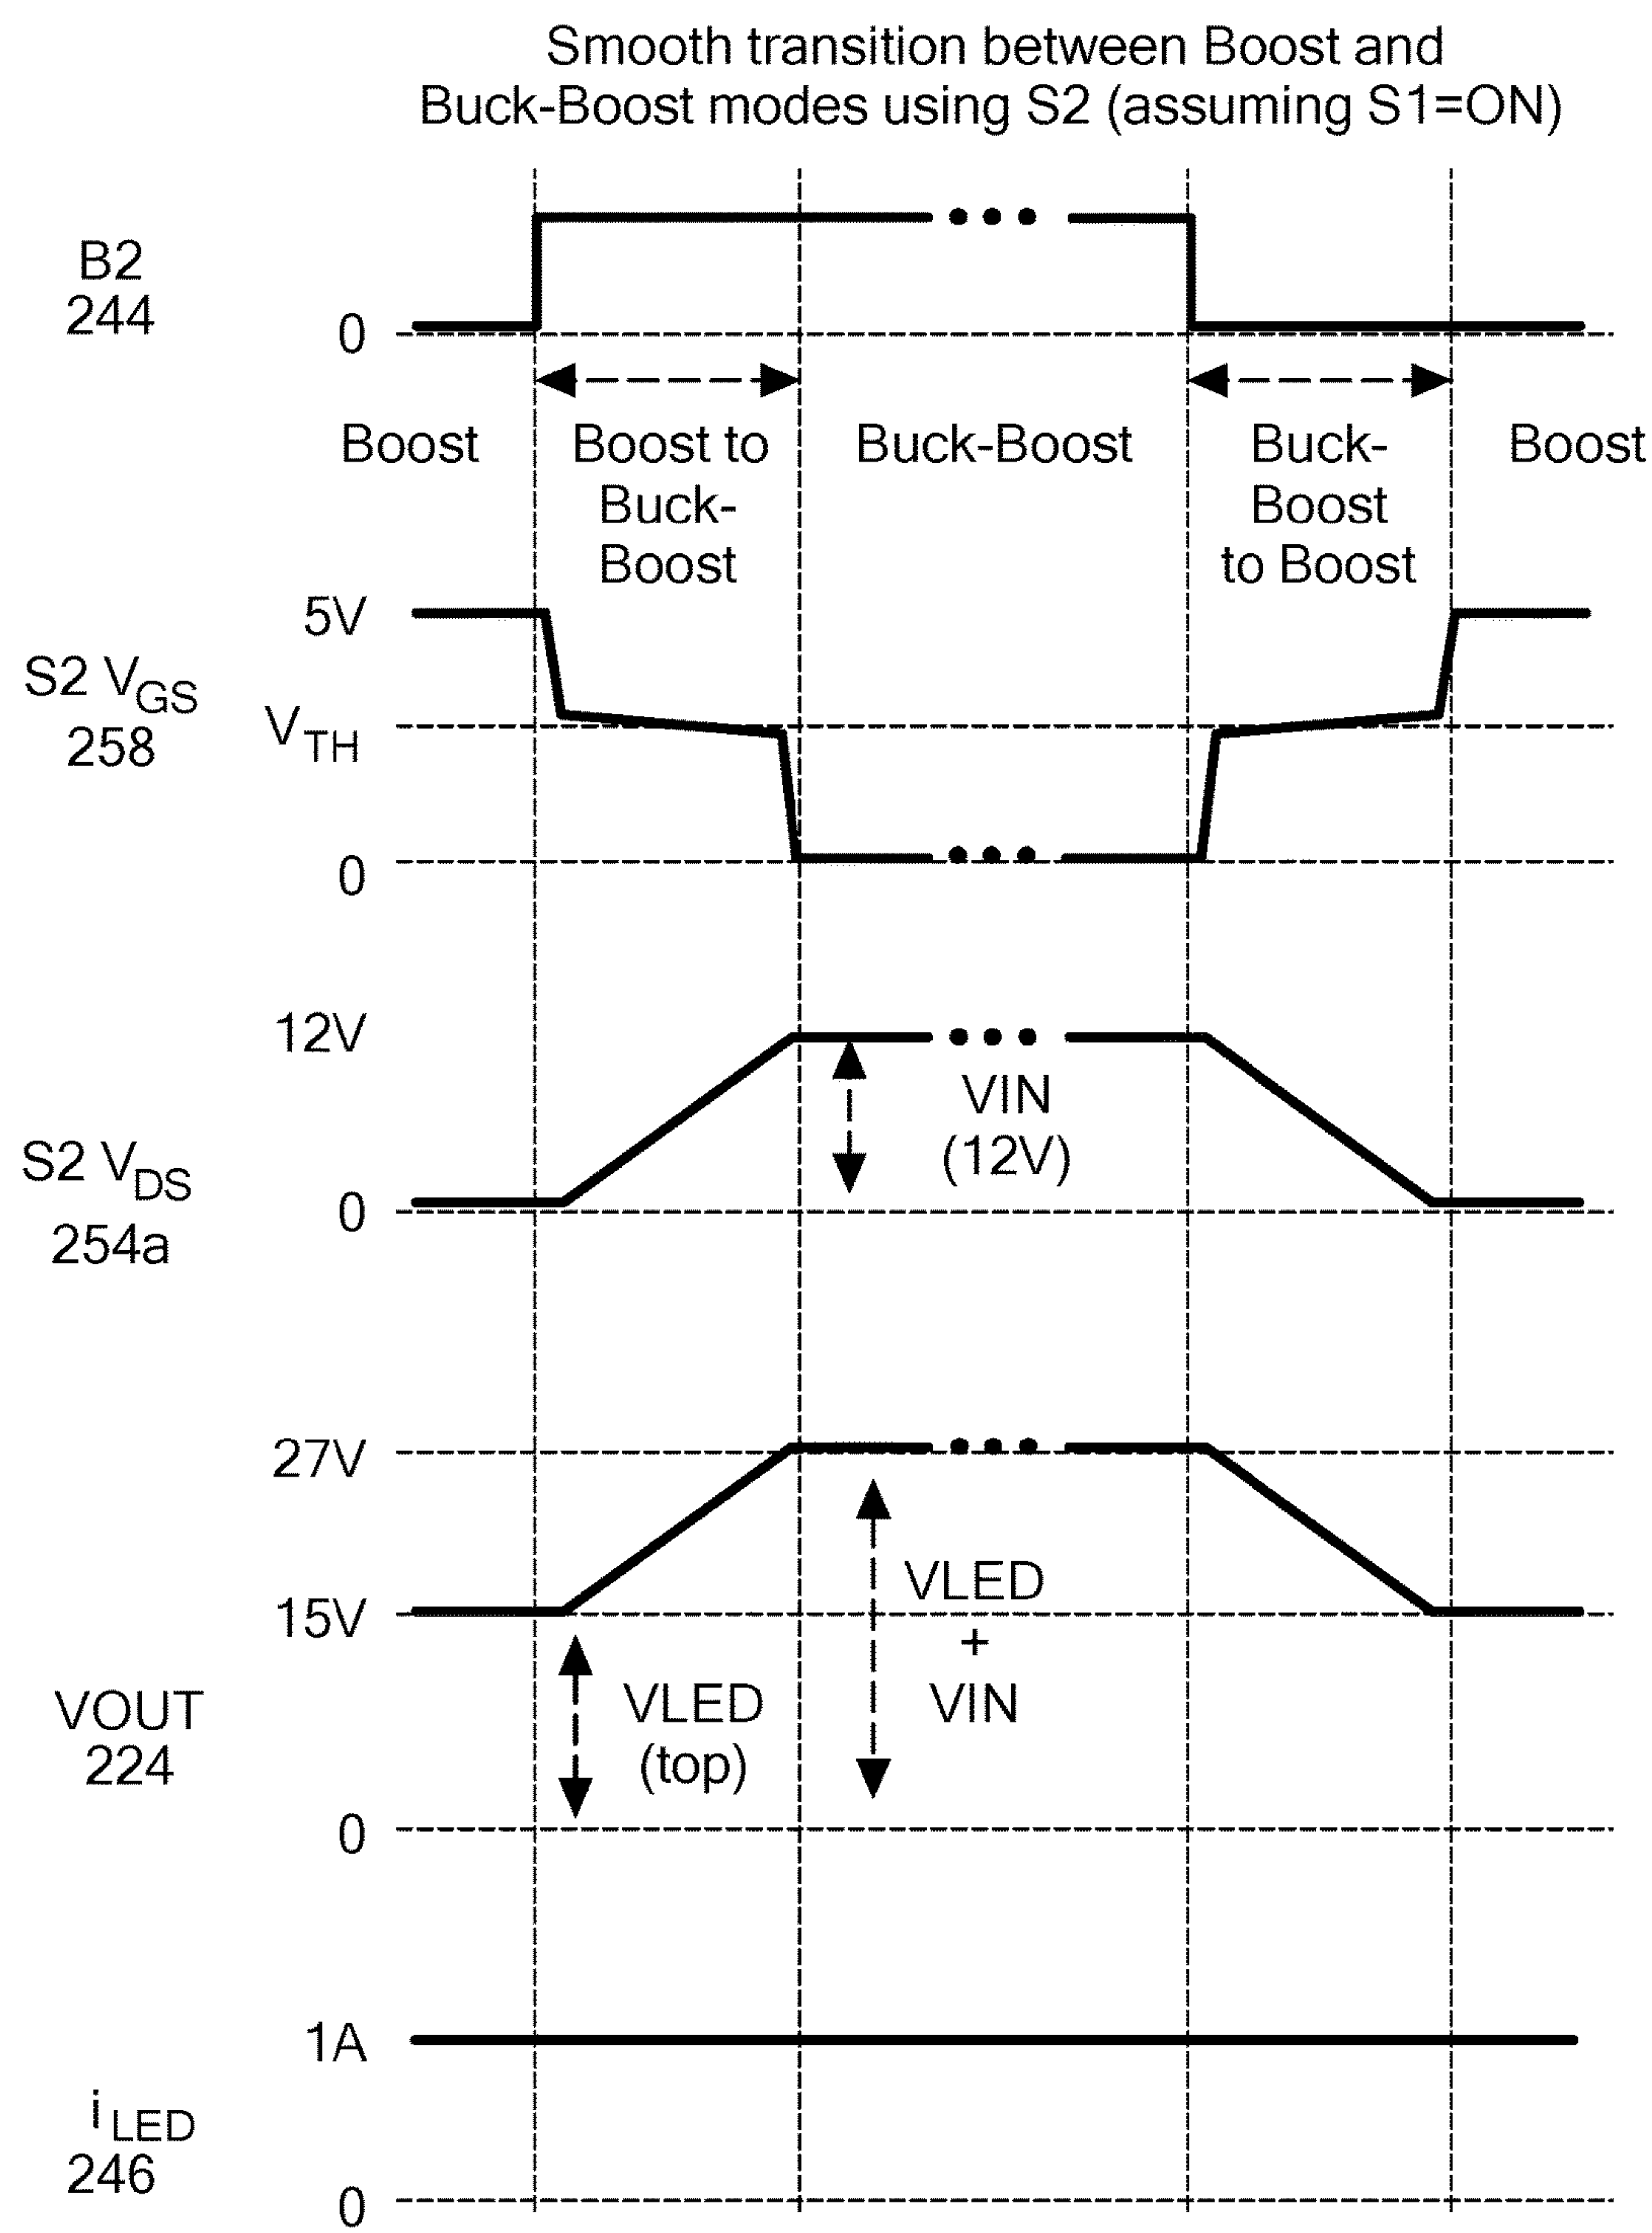 Smooth transition between Boost and
Buck-Boost modes using S2 (assuming S1=ON)
B2
244
0
Boost
Boost to
Buck-
Boost
Buck-Boost
Buck-
Boost
to Boost
Boost
5V
S2 VGS
258
VTH
0
12V
VIN
(12V)
S2 VDS
254a
0
27V
VLED
+
VIN
15V
VLED
(top)
VOUT
224
0
1A
iLED
246
0